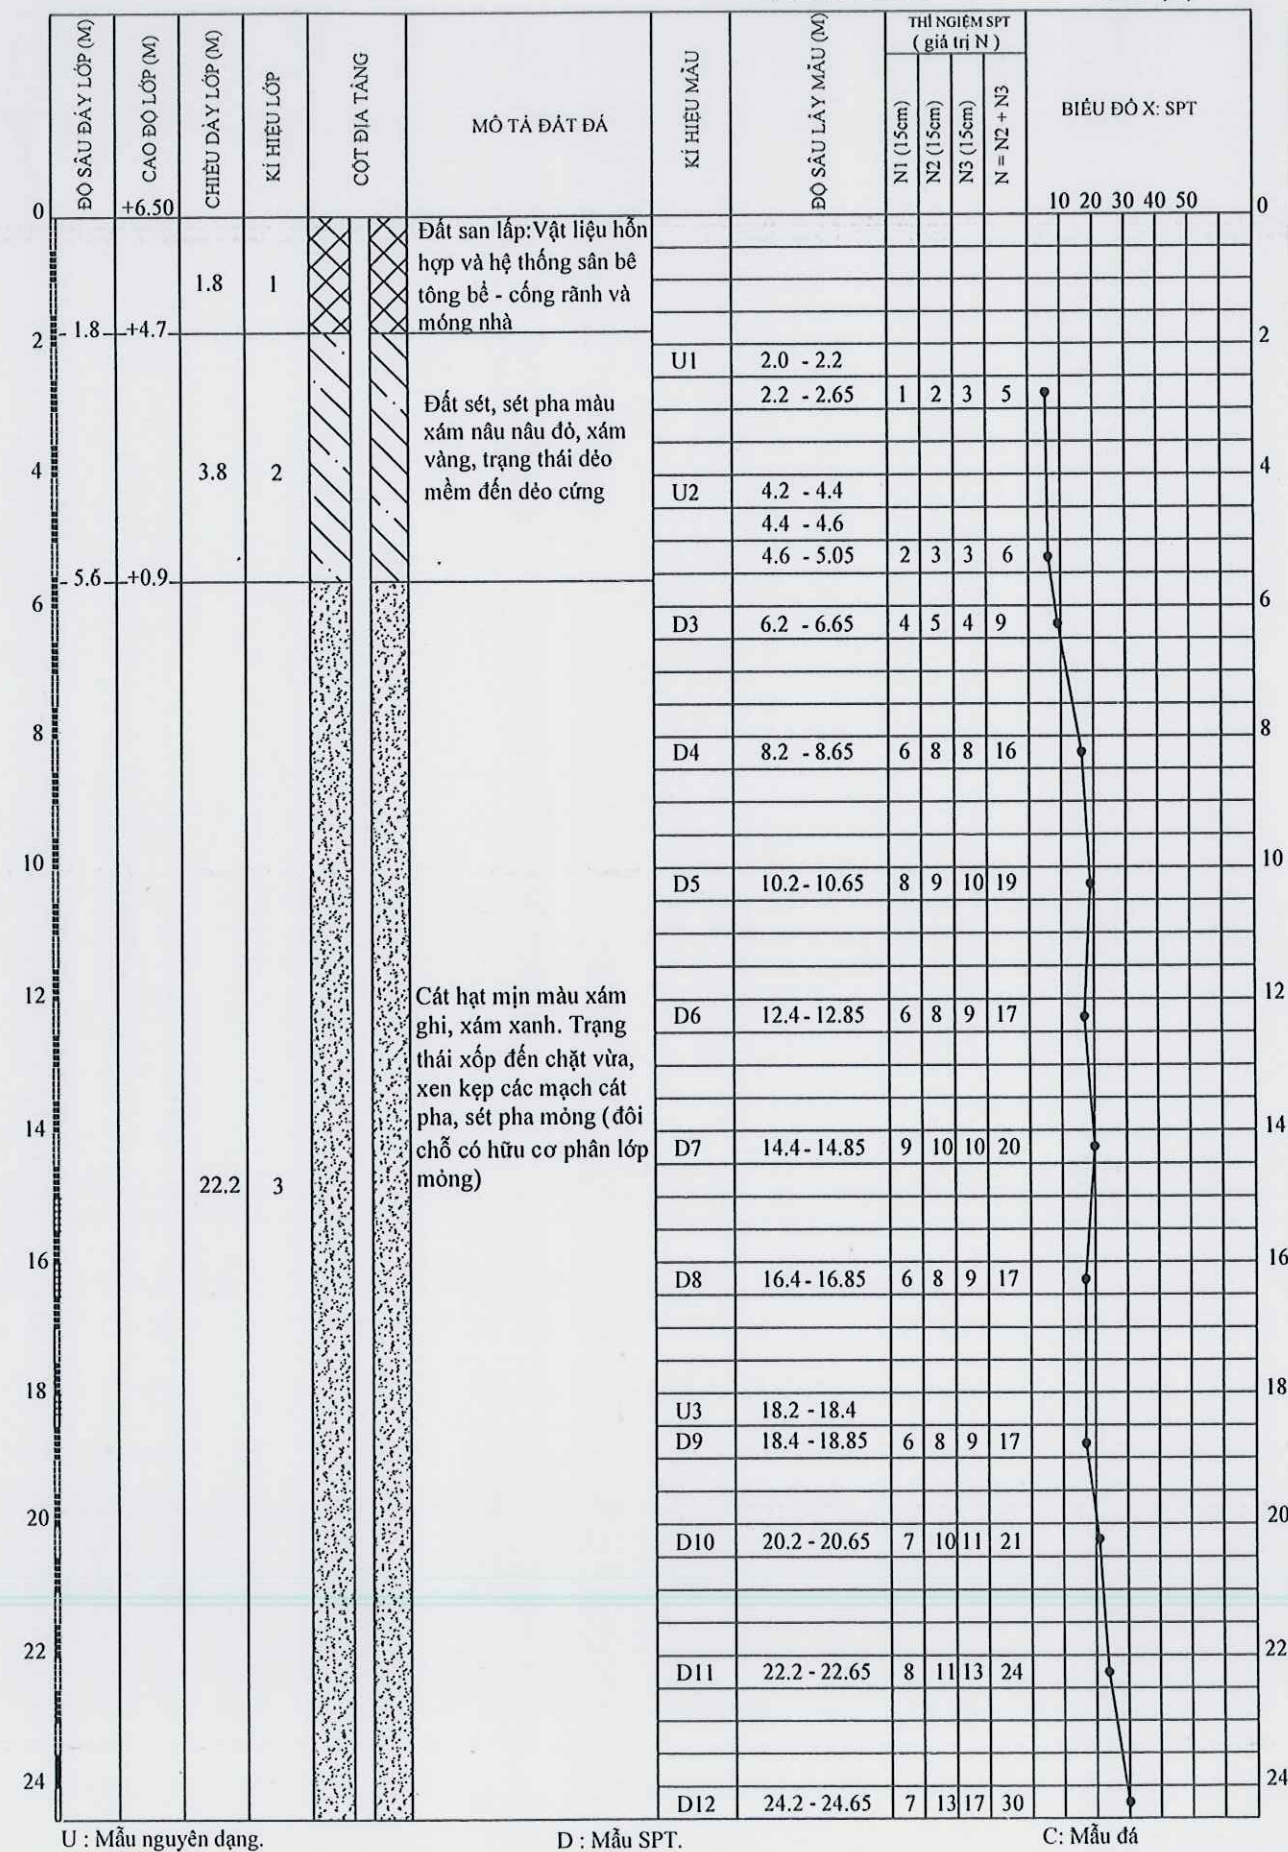 ĐỘ SÂU ĐÁY LỚP (M)
CAO ĐỘ LỚP (M)
CHIỀU DÀY LỚP (M)
KÍ HIỆU LỚP
CỘT ĐỊA TẦNG
MÔ TẢ ĐẤT ĐÁ
KÍ HIỆU MẪU
ĐỘ SÂU LẤY MẪU (M)
THÍ NGIỆM SPT
( giá trị N )
N1 (15cm)
N2 (15cm)
N3 (15cm)
N = N2 + N3
BIỂU ĐỒ X: SPT
10 20 30 40 50
0 +6.50 0
Đất san lấp:Vật liệu hỗn
hợp và hệ thống sân bê
1.8 1 tông bể - cống rãnh và
móng nhà
1.8 +4.7
2 2
U1 2.0 - 2.2
2.2 - 2.65 1 2 3 5
Đất sét, sét pha màu
xám nâu nâu đỏ, xám
vàng, trạng thái dẻo
mềm đến dẻo cứng
4 3.8 2 4
U2 4.2 - 4.4
4.4 - 4.6
4.6 - 5.05 2 3 3 6
5.6 +0.9
6 6
D3 6.2 - 6.65 4 5 4 9
8 8
D4 8.2 - 8.65 6 8 8 16
10 10
D5 10.2 - 10.65 8 9 10 19
12 12
D6 12.4 - 12.85 6 8 9 17
Cát hạt mịn màu xám
ghi, xám xanh. Trạng
thái xốp đến chặt vừa,
xen kẹp các mạch cát
pha, sét pha mỏng (đôi
chỗ có hữu cơ phân lớp
mỏng)
14 14
D7 14.4 - 14.85 9 10 10 20
22.2 3
16 16
D8 16.4 - 16.85 6 8 9 17
18 18
U3 18.2 - 18.4
D9 18.4 - 18.85 6 8 9 17
20 20
D10 20.2 - 20.65 7 10 11 21
22 22
D11 22.2 - 22.65 8 11 13 24
24 24
D12 24.2 - 24.65 7 13 17 30
U : Mẫu nguyên dạng. D : Mẫu SPT. C: Mẫu đá